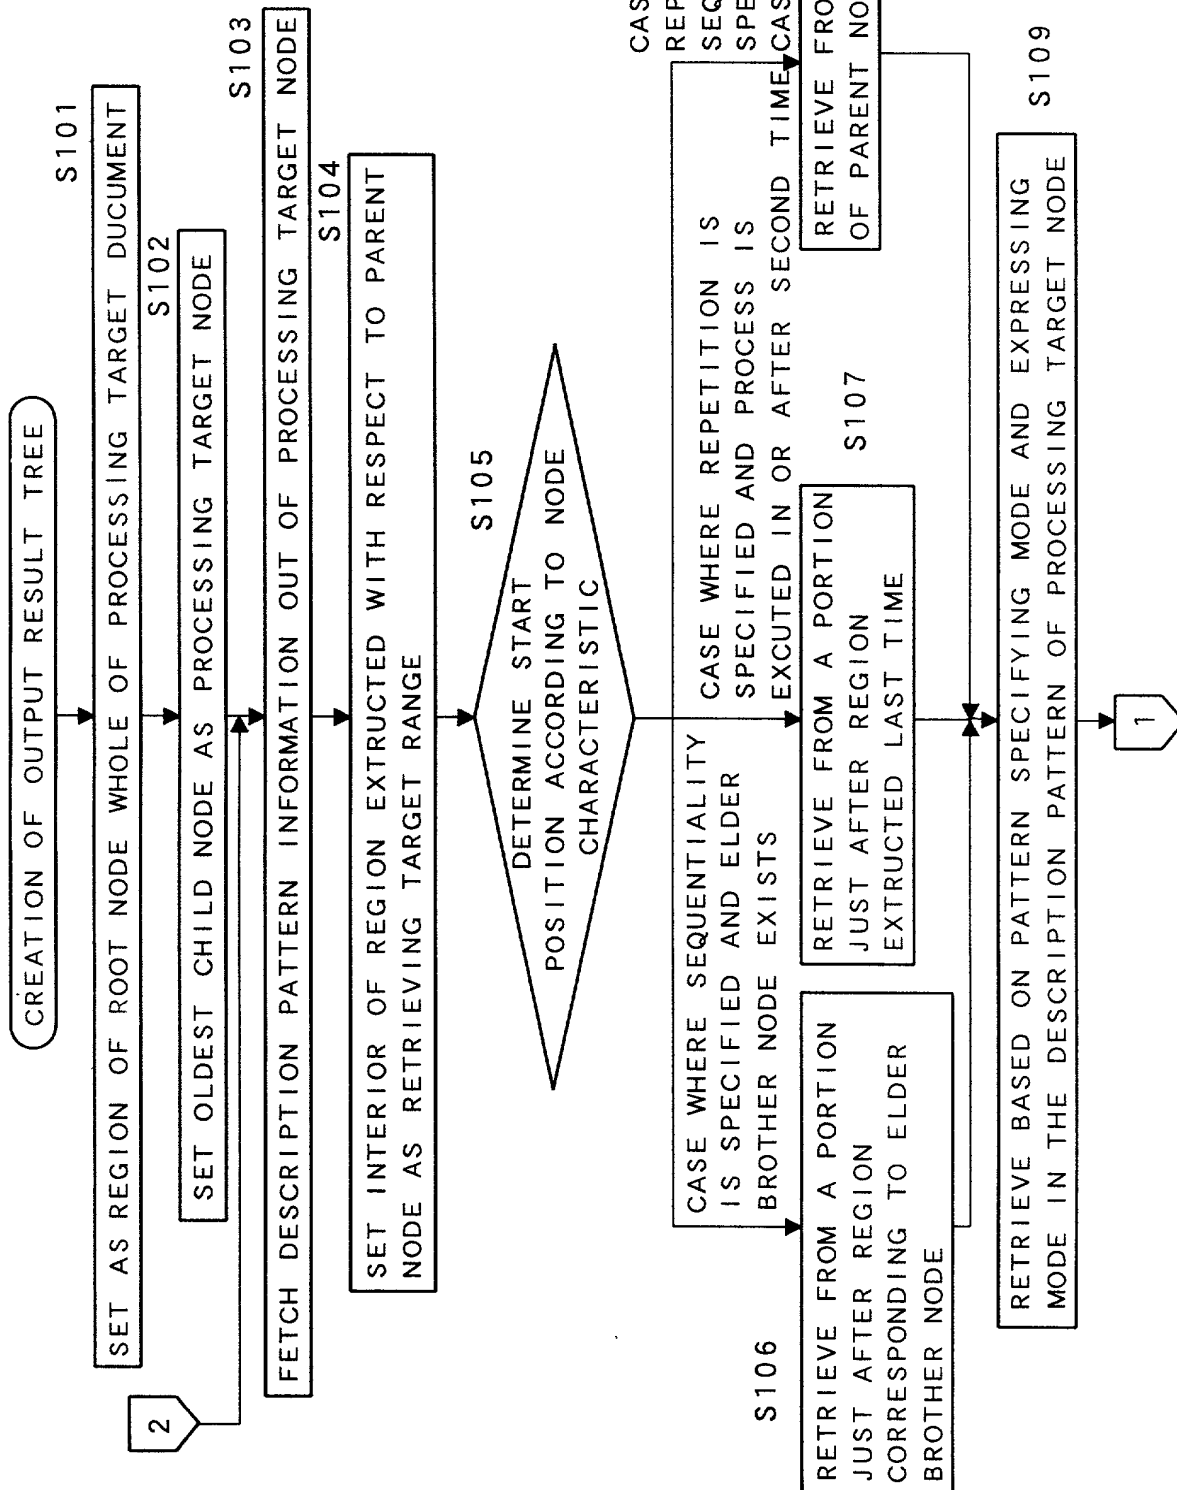 CREATION OF OUTPUT RESULT TREE
S101
SET AS REGION OF ROOT NODE WHOLE OF PROCESSING TARGET DUCUMENT
S102
SET OLDEST CHILD NODE AS PROCESSING TARGET NODE
2
S103
FETCH DESCRIPTION PATTERN INFORMATION OUT OF PROCESSING TARGET NODE
S104
SET INTERIOR OF REGION EXTRUCTED WITH RESPECT TO PARENT
NODE AS RETRIEVING TARGET RANGE
S105
DETERMINE START
POSITION ACCORDING TO NODE
CHARACTERISTIC
CASE WHERE SEQUENTIALITY
IS SPECIFIED AND ELDER
BROTHER NODE EXISTS
CASE WHERE REPETITION IS
SPECIFIED AND PROCESS IS
EXCUTED IN OR AFTER SECOND TIME
CAS
REP
SEQ
SPE
CAS
S106
RETRIEVE FROM A PORTION
JUST AFTER REGION
CORRESPONDING TO ELDER
BROTHER NODE
S107
RETRIEVE FROM A PORTION
JUST AFTER REGION
EXTRUCTED LAST TIME
RETRIEVE FRO
OF PARENT NO
S109
RETRIEVE BASED ON PATTERN SPECIFYING MODE AND EXPRESSING
MODE IN THE DESCRIPTION PATTERN OF PROCESSING TARGET NODE
1